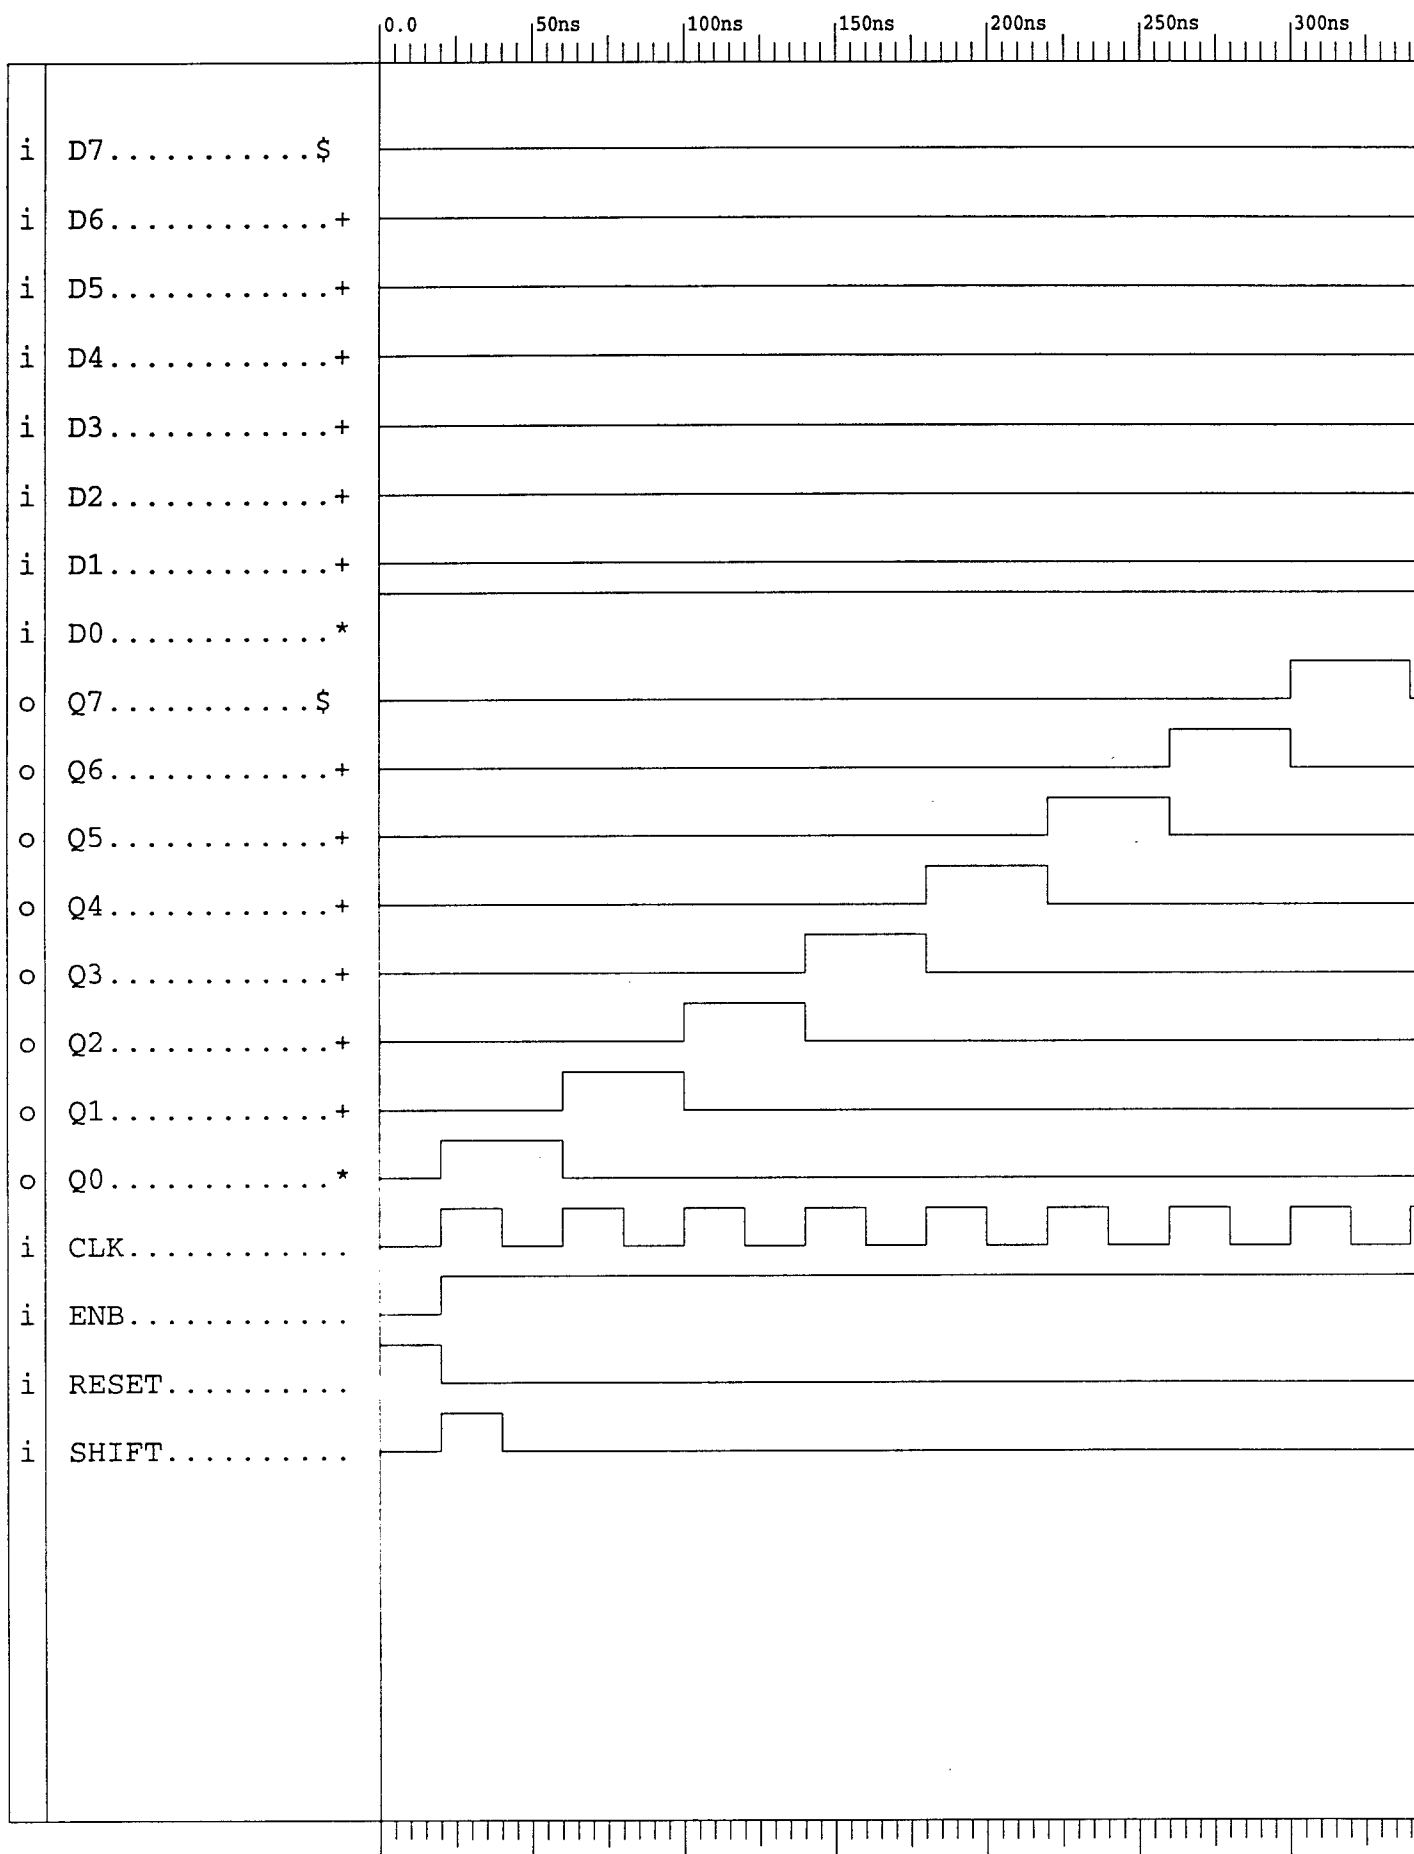 0.0 50ns 100ns 150ns 200ns 250ns 300ns
i D7...........$
i D6............+
i D5............+
i D4............+
i D3............+
i D2............+
i D1............+
i D0............*
o Q7...........$
o Q6............+
o Q5............+
o Q4............+
o Q3............+
o Q2............+
o Q1............+
o Q0............*
i CLK............
i ENB............
i RESET..........
i SHIFT..........